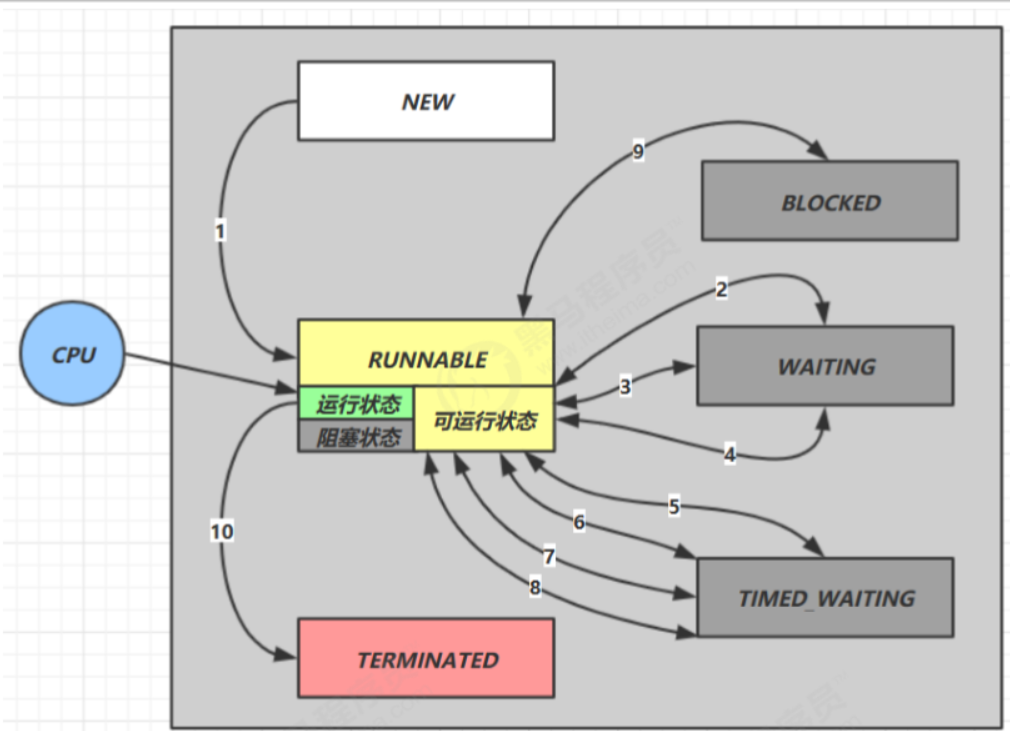 NEW
9
BLOCKED
1
2
CPU
RUNNABLE
WAITING
3
运行状态
可运行状态
阻塞状态
4
5
6
10
7
8
TIMED_WAITING
TERMINATED
黑马程序员
www.itheima.com